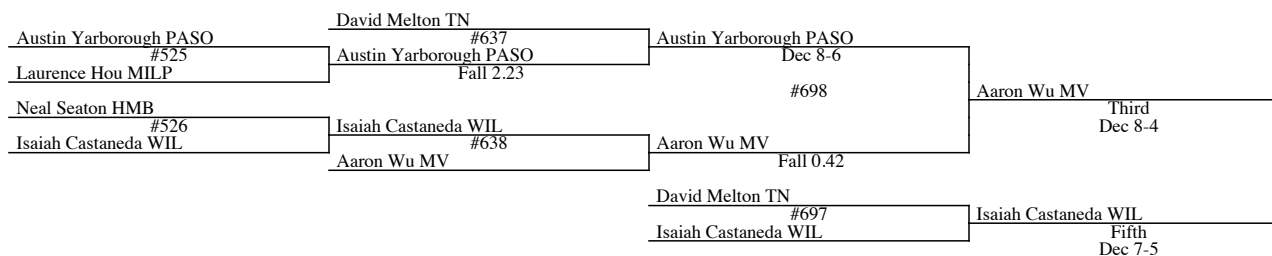 David Melton TN
Austin Yarborough PASO
#637
Austin Yarborough PASO
#525
Austin Yarborough PASO
Dec 8-6
Laurence Hou MILP
Fall 2.23
#698
Aaron Wu MV
Neal Seaton HMB
Third
#526
Isaiah Castaneda WIL
Dec 8-4
Isaiah Castaneda WIL
#638
Aaron Wu MV
Aaron Wu MV
Fall 0.42
David Melton TN
#697
Isaiah Castaneda WIL
Isaiah Castaneda WIL
Fifth
Dec 7-5